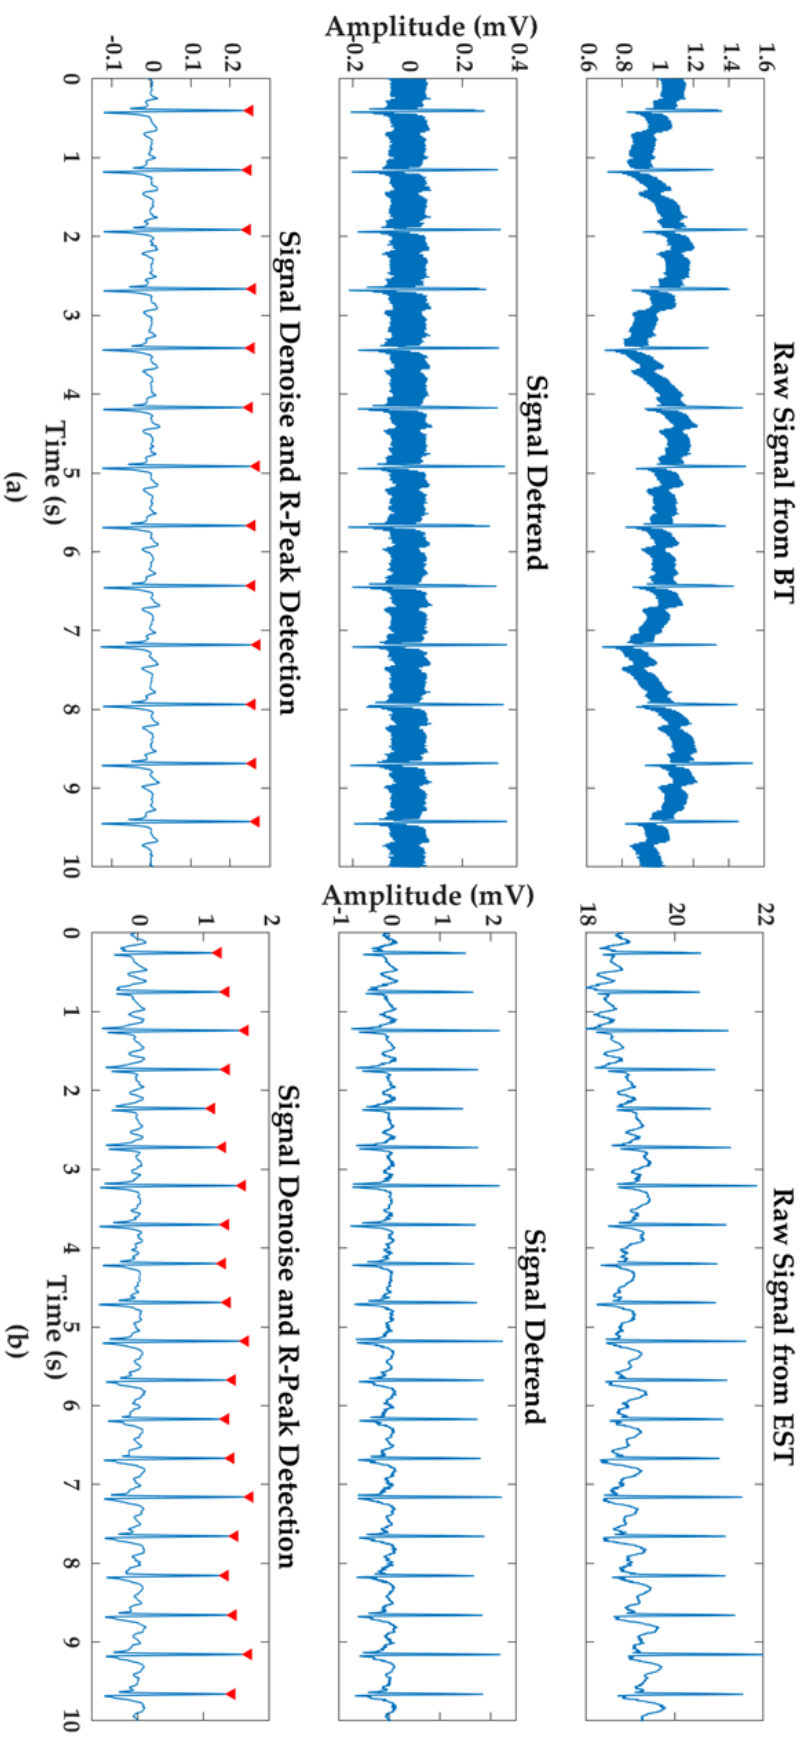 Raw Signal from BT
1.6
1.4
1.2
1
0.8
0.6
Signal Detrend
Amplitude (mV)
0.4
0.2
0
-0.2
Signal Denoise and R-Peak Detection
0.2
0.1
0
-0.1
0 1 2 3 4 5 6 7 8 9 10
Time (s)
(a)
Raw Signal from EST
22
20
18
Signal Detrend
Amplitude (mV)
2
1
0
-1
Signal Denoise and R-Peak Detection
2
1
0
0 1 2 3 4 5 6 7 8 9 10
Time (s)
(b)